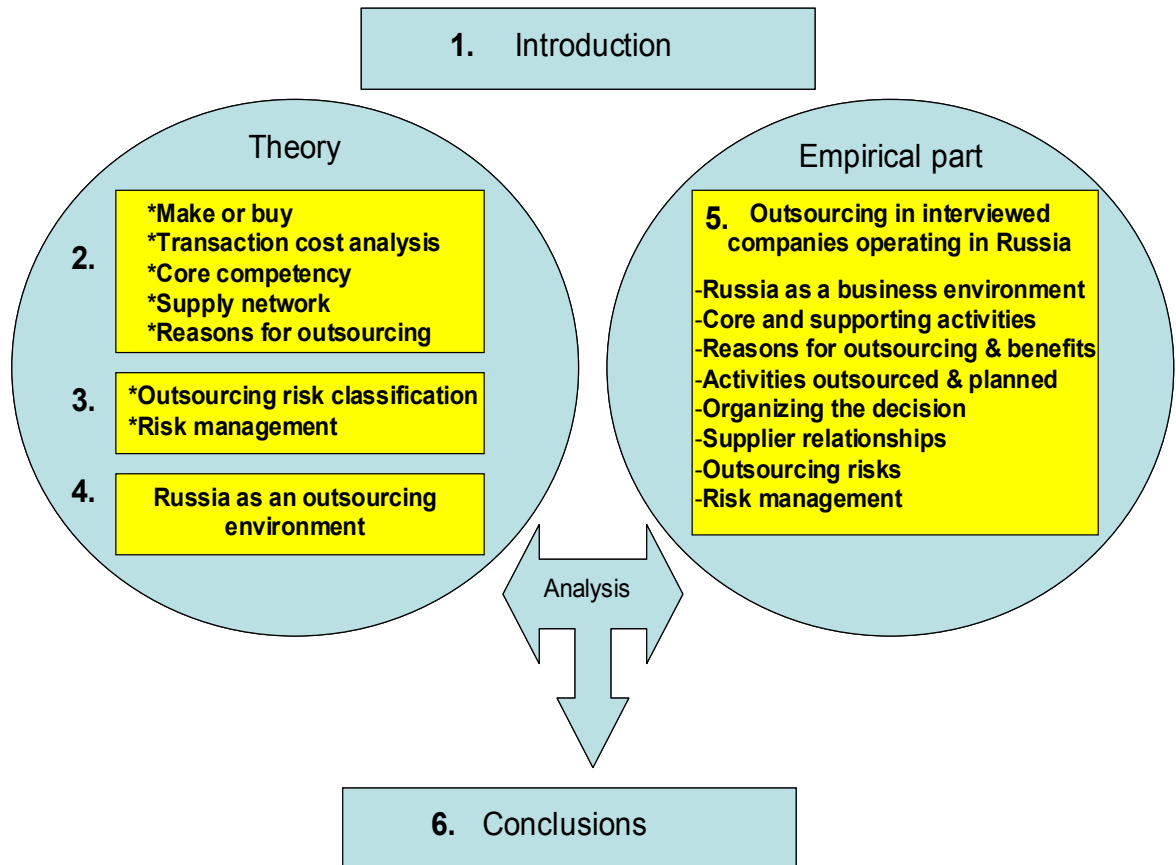 1. Introduction
Theory
2.
*Make or buy
*Transaction cost analysis
*Core competency
*Supply network
*Reasons for outsourcing
3.
*Outsourcing risk classification
*Risk management
4.
Russia as an outsourcing
environment
Empirical part
5. Outsourcing in interviewed
companies operating in Russia
-Russia as a business environment
-Core and supporting activities
-Reasons for outsourcing & benefits
-Activities outsourced & planned
-Organizing the decision
-Supplier relationships
-Outsourcing risks
-Risk management
Analysis
6. Conclusions